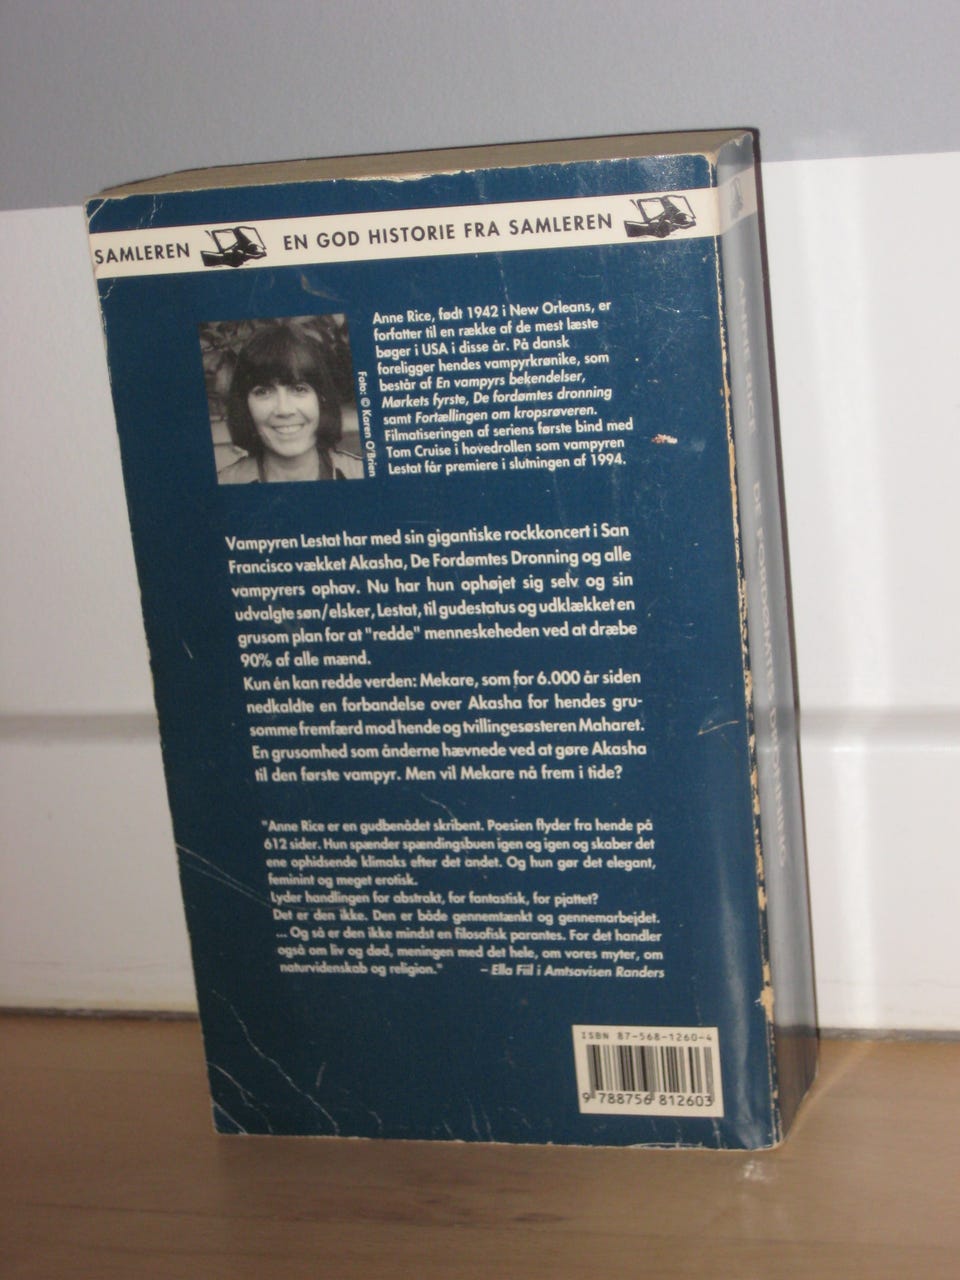 SAMLEREN EN GOD HISTORIE FRA SAMLEREN
Anne Rice, født 1942 i New Orleans, er
forfatter til en række af de mest læste
bøger i USA i disse år. På dansk
foreligger hendes vampyrkrønike, som
består af En vampyrs bekendelser,
Mørkets fyrste, De fordømtes dronning
samt Fortællingen om kropsrøveren.
Filmatiseringen af seriens første bind med
Tom Cruise i hovedrollen som vampyren
Lestat får premiere i slutningen af 1994.
Foto: © Karen O'Brien
Vampyren Lestat har med sin gigantiske rockkoncert i San
Francisco vækket Akasha, De Fordømtes Dronning og alle
vampyrers ophav. Nu har hun ophøjet sig selv og sin
udvalgte søn/elsker, Lestat, til gudestatus og udklækket en
grusom plan for at "redde" menneskeheden ved at dræbe
90% af alle mænd.
Kun én kan redde verden: Mekare, som for 6.000 år siden
nedkaldte en forbandelse over Akasha for hendes gru-
somme fremfærd mod hende og tvillingesøsteren Maharet.
En grusomhed som ånderne hævnede ved at gøre Akasha
til den første vampyr. Men vil Mekare nå frem i tide?
"Anne Rice er en gudbenådet skribent. Poesien flyder fra hende på
612 sider. Hun spænder spændingsbuen igen og igen og skaber det
ene ophidsende klimaks efter det andet. Og hun gør det elegant,
feminint og meget erotisk.
Lyder handlingen for abstrakt, for fantastisk, for pjattet?
Det er den ikke. Den er både gennemtænkt og gennemarbejdet.
... Og så er den ikke mindst en filosofisk parantes. For det handler
også om liv og død, meningen med det hele, om vores myter, om
naturvidenskab og religion." – Ella Fiil i Amtsavisen Randers
ISBN 87-568-1260-4
9 788756 812603
ANNE RICE DE FORDØMTES DRONNING